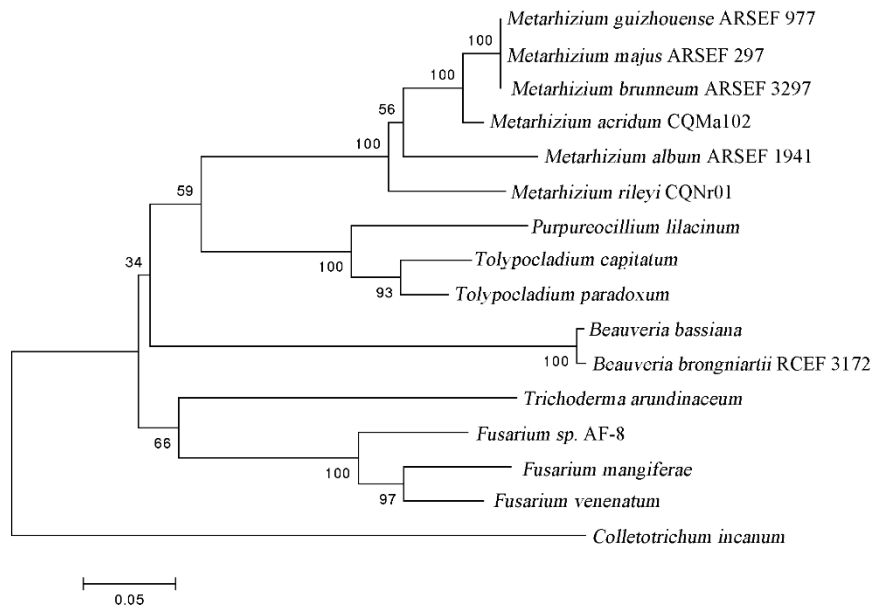 Metarhizium guizhouense ARSEF 977
100
Metarhizium majus ARSEF 297
100
Metarhizium brunneum ARSEF 3297
56
Metarhizium acridum CQMa102
100
Metarhizium album ARSEF 1941
Metarhizium rileyi CQNr01
59
Purpureocillium lilacinum
34
100
Tolypocladium capitatum
93
Tolypocladium paradoxum
Beauveria bassiana
100
Beauveria brongniartii RCEF 3172
Trichoderma arundinaceum
66
Fusarium sp. AF-8
100
Fusarium mangiferae
97
Fusarium venenatum
Colletotrichum incanum
0.05